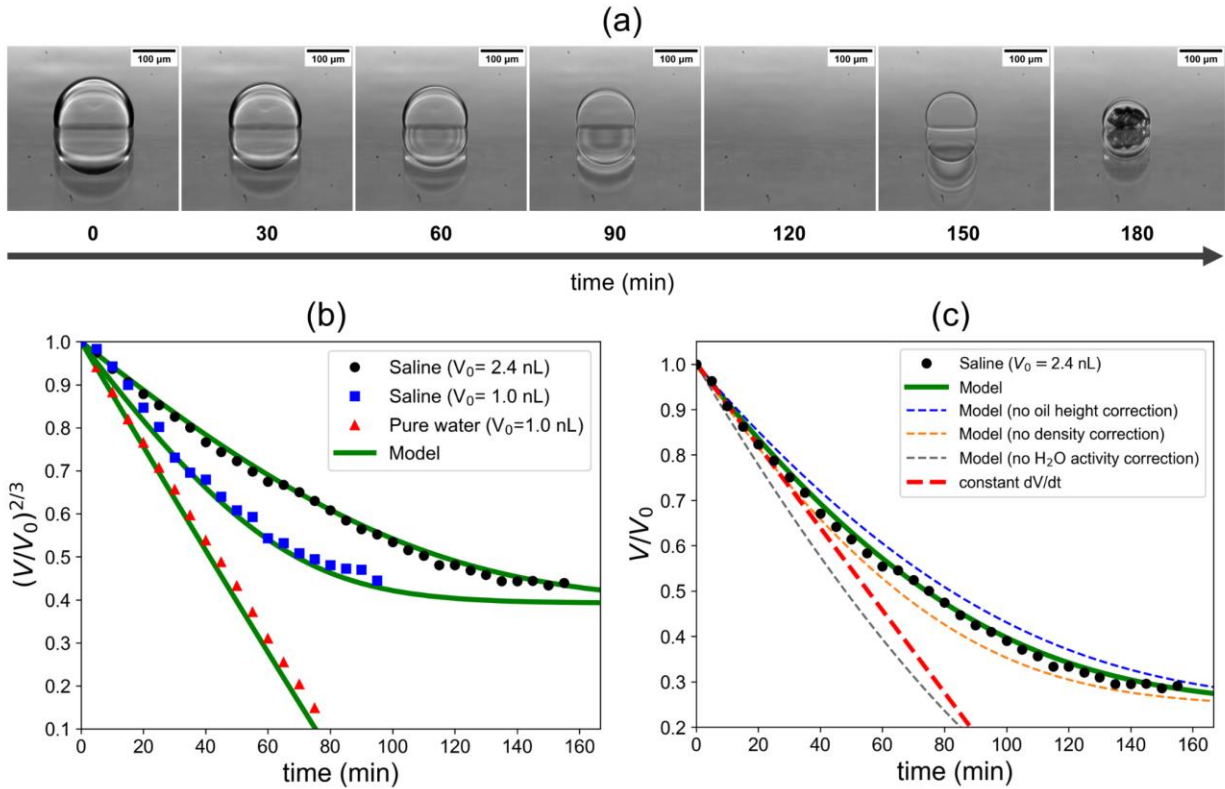 (a)
100 µm 100 µm 100 µm 100 µm 100 µm 100 µm 100 µm
0 30 60 90 120 150 180
time (min)
(b)
(V/V₀)^{2/3}
1.0
0.9
0.8
0.7
0.6
0.5
0.4
0.3
0.2
0.1
Saline (V₀= 2.4 nL)
Saline (V₀= 1.0 nL)
Pure water (V₀=1.0 nL)
Model
0 20 40 60 80 100 120 140 160
time (min)
(c)
V/V₀
1.0
0.9
0.8
0.7
0.6
0.5
0.4
0.3
0.2
Saline (V₀ = 2.4 nL)
Model
Model (no oil height correction)
Model (no density correction)
Model (no H₂O activity correction)
constant dV/dt
0 20 40 60 80 100 120 140 160
time (min)